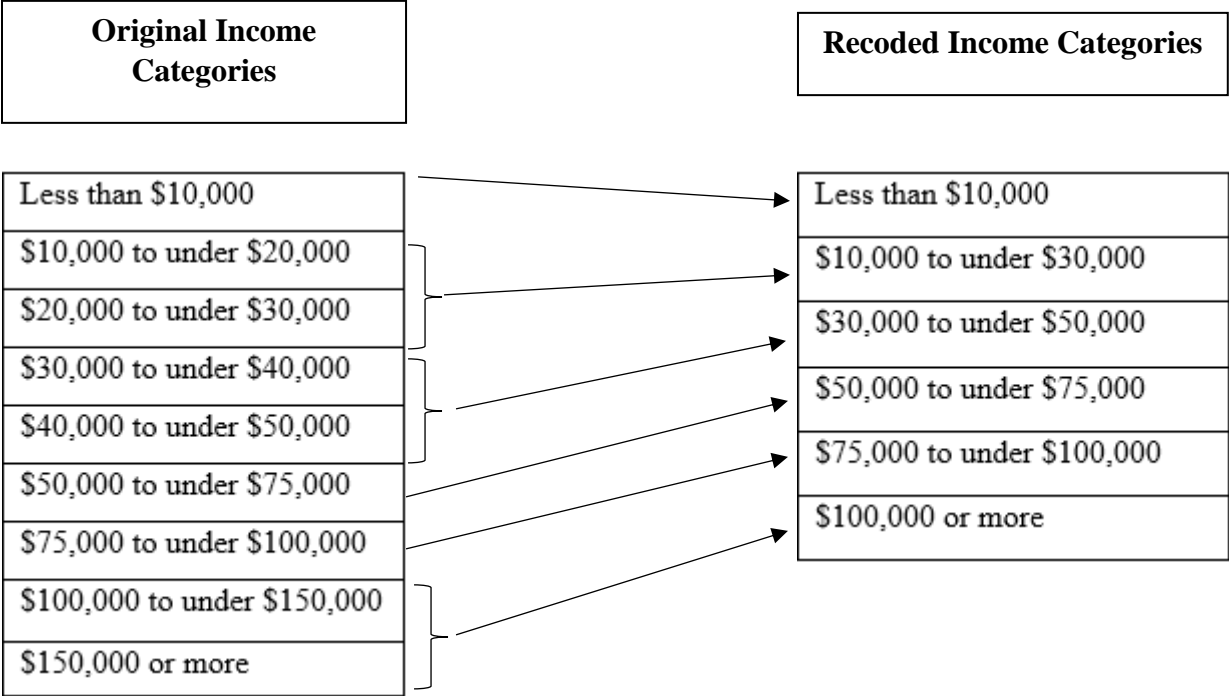 Original Income
Categories
Recoded Income Categories
Less than $10,000
$10,000 to under $20,000
$20,000 to under $30,000
$30,000 to under $40,000
$40,000 to under $50,000
$50,000 to under $75,000
$75,000 to under $100,000
$100,000 to under $150,000
$150,000 or more
Less than $10,000
$10,000 to under $30,000
$30,000 to under $50,000
$50,000 to under $75,000
$75,000 to under $100,000
$100,000 or more